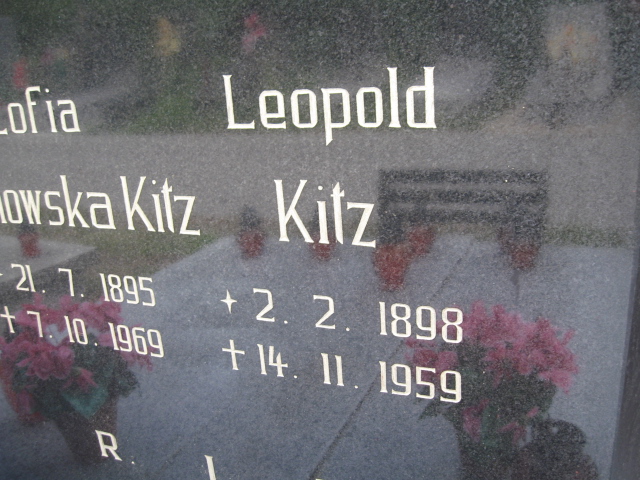 Zofia
nowska Kitz
21. 7. 1895
† 7. 10. 1969
Leopold
Kitz
✦ 2. 2. 1898
† 14. 11. 1959
R.